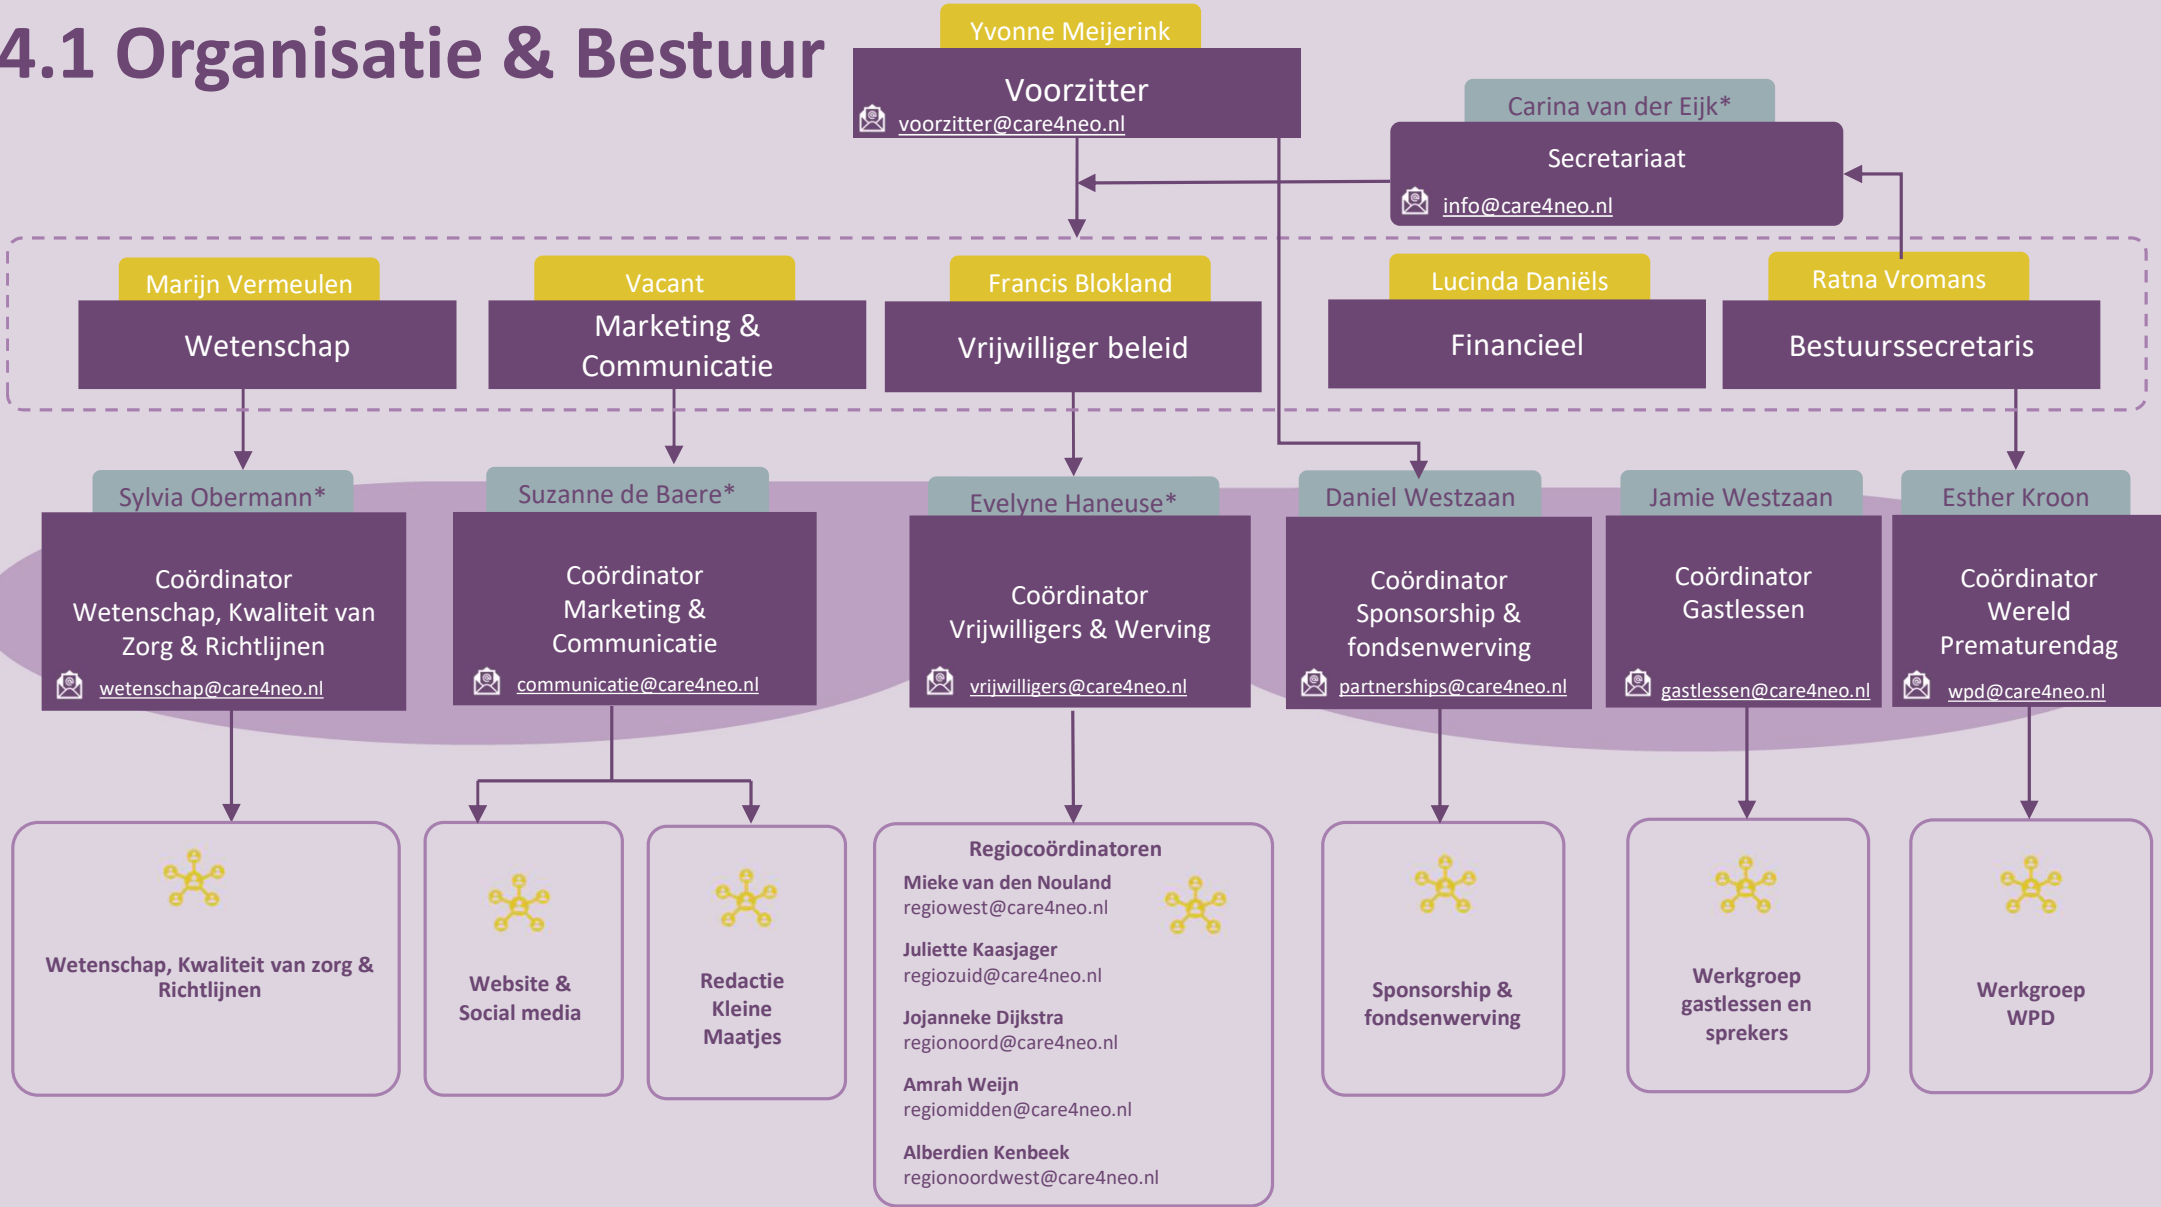 4.1 Organisatie & Bestuur
Yvonne Meijerink
Voorzitter
voorzitter@care4neo.nl
Carina van der Eijk*
Secretariaat
info@care4neo.nl
Marijn Vermeulen
Wetenschap
Vacant
Marketing &
Communicatie
Francis Blokland
Vrijwilliger beleid
Lucinda Daniëls
Financieel
Ratna Vromans
Bestuurssecretaris
Sylvia Obermann*
Coördinator
Wetenschap, Kwaliteit van
Zorg & Richtlijnen
wetenschap@care4neo.nl
Suzanne de Baere*
Coördinator
Marketing &
Communicatie
communicatie@care4neo.nl
Evelyne Haneuse*
Coördinator
Vrijwilligers & Werving
vrijwilligers@care4neo.nl
Daniel Westzaan
Coördinator
Sponsorship &
fondsenwerving
partnerships@care4neo.nl
Jamie Westzaan
Coördinator
Gastlessen
gastlessen@care4neo.nl
Esther Kroon
Coördinator
Wereld
Prematurendag
wpd@care4neo.nl
Wetenschap, Kwaliteit van zorg &
Richtlijnen
Website &
Social media
Redactie
Kleine
Maatjes
Regiocoördinatoren
Mieke van den Nouland
regiowest@care4neo.nl
Juliette Kaasjager
regiozuid@care4neo.nl
Jojanneke Dijkstra
regionoord@care4neo.nl
Amrah Weijn
regiomidden@care4neo.nl
Alberdien Kenbeek
regionoordwest@care4neo.nl
Sponsorship &
fondsenwerving
Werkgroep
gastlessen en
sprekers
Werkgroep
WPD